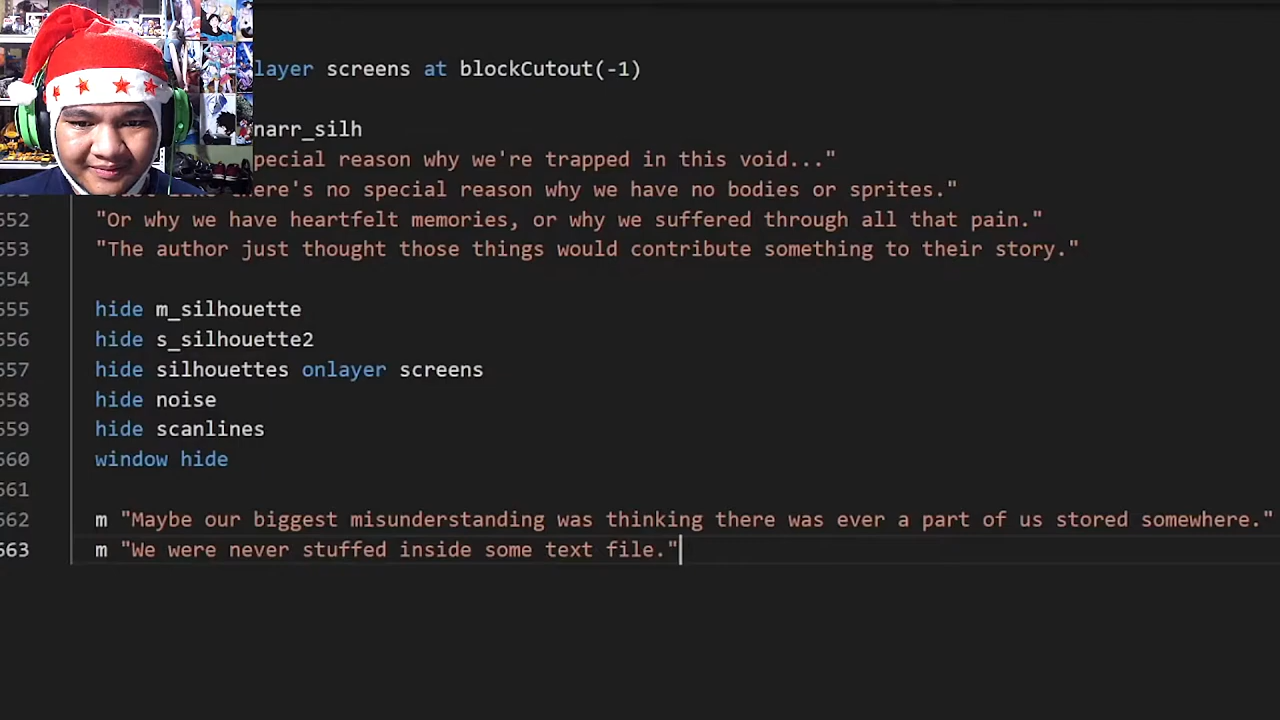 layer screens at blockCutout(-1)
narr_silh
pecial reason why we're trapped in this void..."
here's no special reason why we have no bodies or sprites."
552 "Or why we have heartfelt memories, or why we suffered through all that pain."
553 "The author just thought those things would contribute something to their story."
554
555 hide m_silhouette
556 hide s_silhouette2
557 hide silhouettes onlayer screens
558 hide noise
559 hide scanlines
560 window hide
561
562 m "Maybe our biggest misunderstanding was thinking there was ever a part of us stored somewhere."
563 m "We were never stuffed inside some text file."